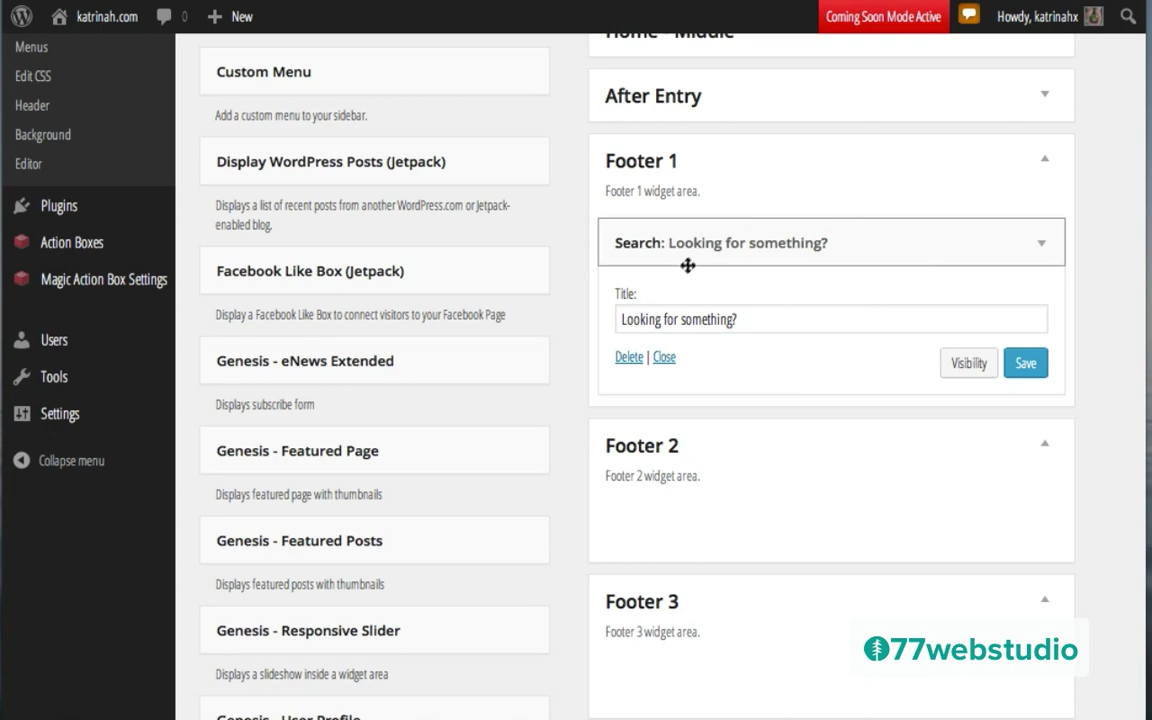 katrinah.com
0
New
Coming Soon Mode Active
Howdy, katrinahx
Menus
Edit CSS
Header
Background
Editor
Plugins
Action Boxes
Magic Action Box Settings
Users
Tools
Settings
Collapse menu
Custom Menu
Add a custom menu to your sidebar.
Display WordPress Posts (Jetpack)
Displays a list of recent posts from another WordPress.com or Jetpack-
enabled blog.
Facebook Like Box (Jetpack)
Display a Facebook Like Box to connect visitors to your Facebook Page
Genesis - eNews Extended
Displays subscribe form
Genesis - Featured Page
Displays featured page with thumbnails
Genesis - Featured Posts
Displays featured posts with thumbnails
Genesis - Responsive Slider
Displays a slideshow inside a widget area
Genesis - User Profile
Home - Middle
After Entry
Footer 1
Footer 1 widget area.
Search: Looking for something?
Title:
Looking for something?
Delete | Close
Visibility
Save
Footer 2
Footer 2 widget area.
Footer 3
Footer 3 widget area.
77webstudio